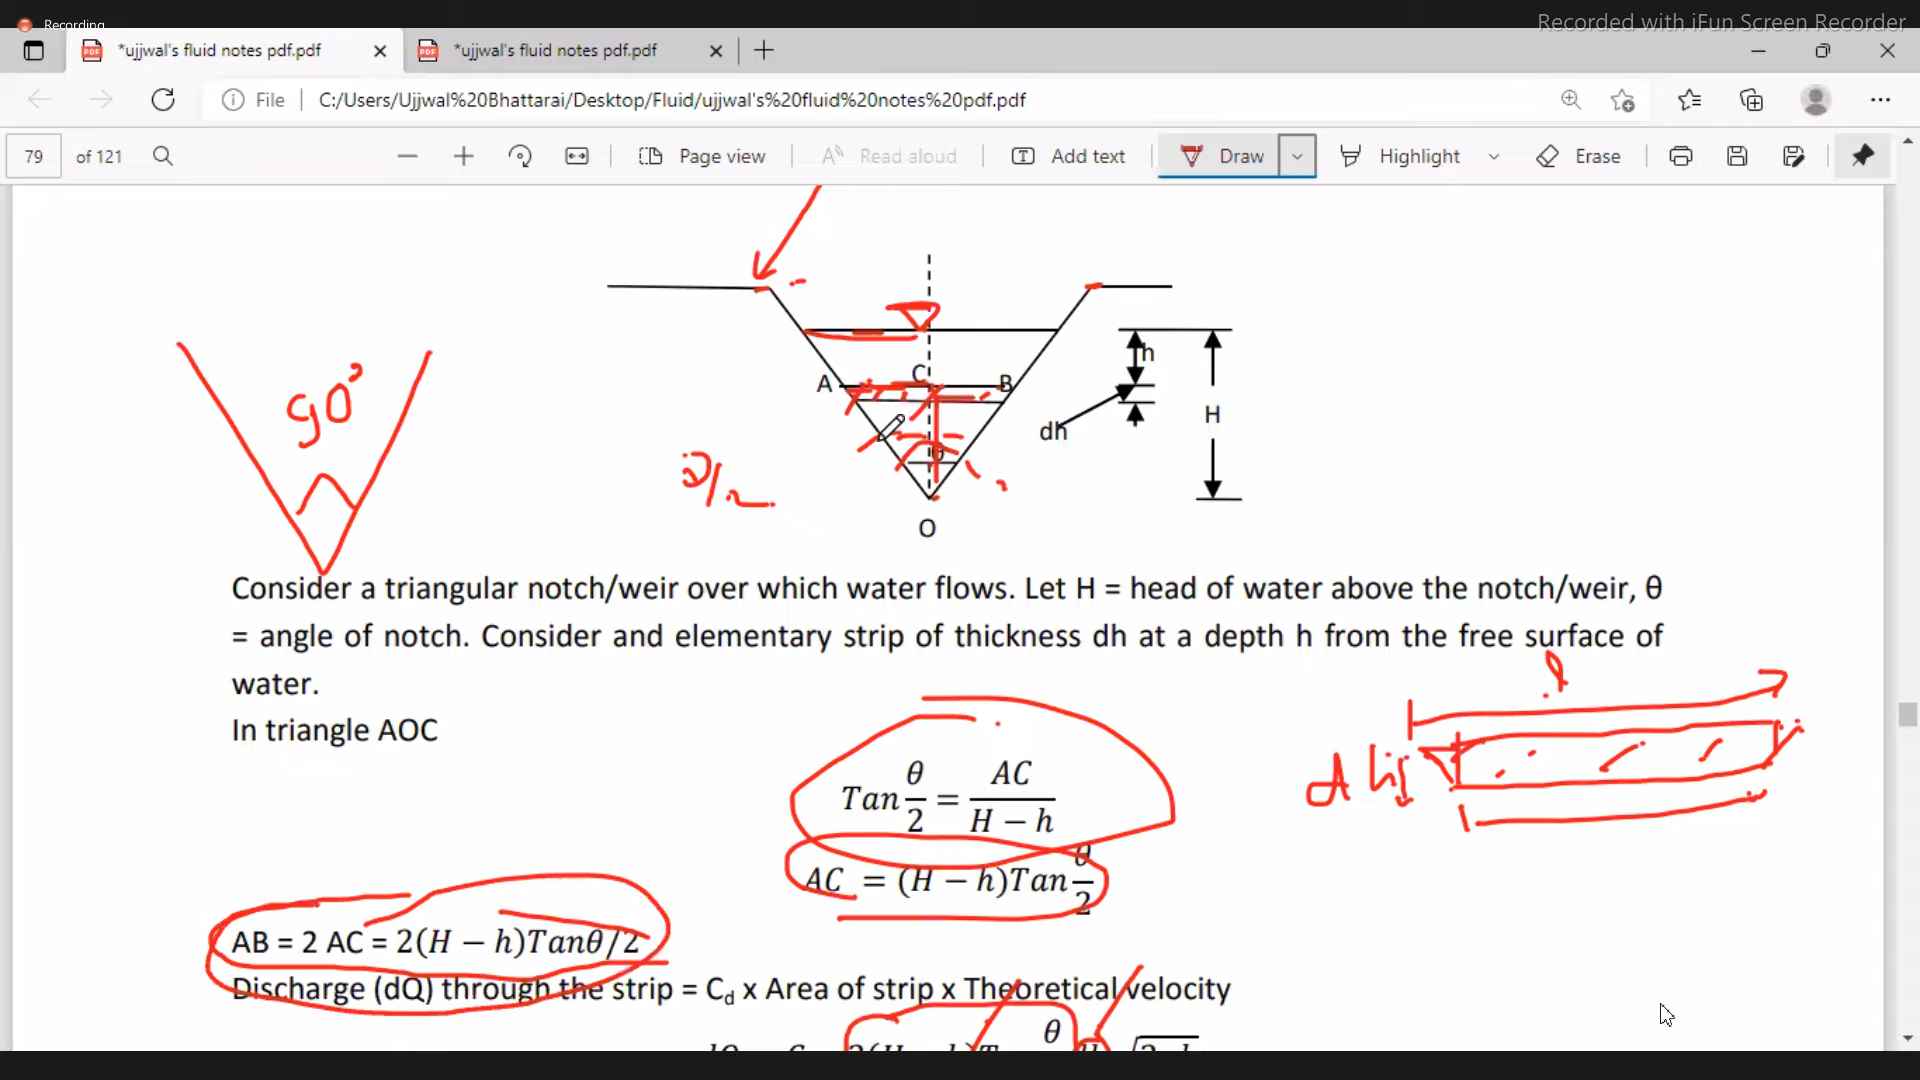 Recording
Recorded with iFun Screen Recorder
*ujjwal's fluid notes pdf.pdf
*ujjwal's fluid notes pdf.pdf
File
C:/Users/Ujjwal%20Bhattarai/Desktop/Fluid/ujjwal's%20fluid%20notes%20pdf.pdf
79 of 121
Page view
Read aloud
Add text
Draw
Highlight
Erase
90°
A C B
h
H
dh
θ
O
θ/2
Consider a triangular notch/weir over which water flows. Let H = head of water above the notch/weir, θ
= angle of notch. Consider and elementary strip of thickness dh at a depth h from the free surface of
water.
In triangle AOC
l
dh
Tan θ/2 = AC/(H − h)
AC = (H − h)Tan θ/2
AB = 2 AC = 2(H − h)Tanθ/2
Discharge (dQ) through the strip = Cd x Area of strip x Theoretical velocity
θ